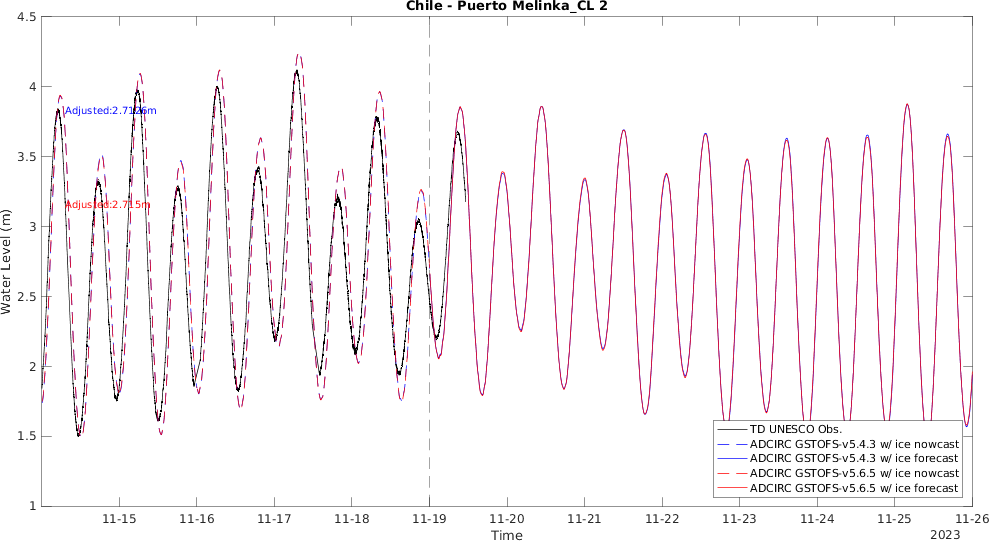 Chile - Puerto Melinka_CL 2
4.5
4
3.5
3
2.5
2
1.5
1
Water Level (m)
Adjusted:2.7126m
Adjusted:2.715m
TD UNESCO Obs.
ADCIRC GSTOFS-v5.4.3 w/ ice nowcast
ADCIRC GSTOFS-v5.4.3 w/ ice forecast
ADCIRC GSTOFS-v5.6.5 w/ ice nowcast
ADCIRC GSTOFS-v5.6.5 w/ ice forecast
11-15 11-16 11-17 11-18 11-19 11-20 11-21 11-22 11-23 11-24 11-25 11-26
Time
2023